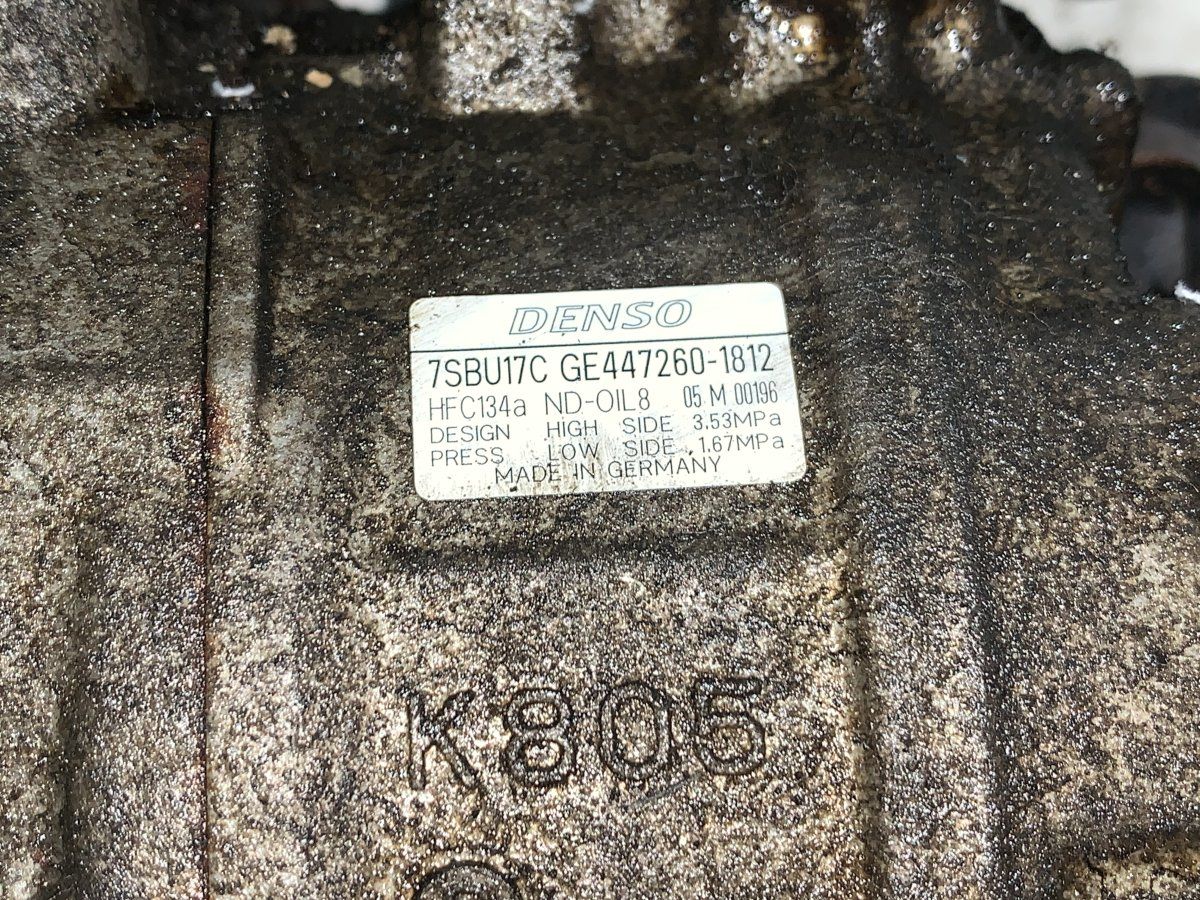 DENSO
7SBU17C GE447260-1812
HFC134a ND-OIL8 05 M 00196
DESIGN HIGH SIDE 3.53MPa
PRESS LOW SIDE 1.67MPa
MADE IN GERMANY
K805